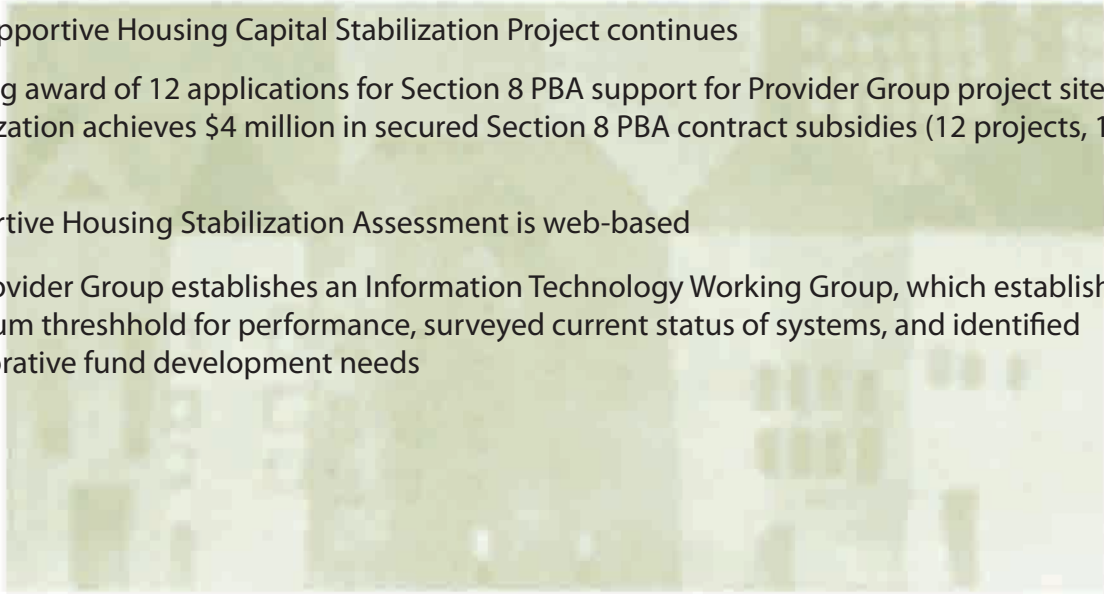 pportive Housing Capital Stabilization Project continues
g award of 12 applications for Section 8 PBA support for Provider Group project site
zation achieves $4 million in secured Section 8 PBA contract subsidies (12 projects, 1
rtive Housing Stabilization Assessment is web-based
ovider Group establishes an Information Technology Working Group, which establish
um threshhold for performance, surveyed current status of systems, and identified
orative fund development needs